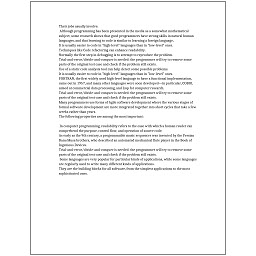 Their jobs usually involve:
Although programming has been presented in the media as a somewhat mathematical
subject, some research shows that good programmers have strong skills in natural human
languages, and that learning to code is similar to learning a foreign language.
It is usually easier to code in "high-level" languages than in "low-level" ones.
Techniques like Code refactoring can enhance readability.
Normally the first step in debugging is to attempt to reproduce the problem.
Trial-and-error/divide-and-conquer is needed: the programmer will try to remove some
parts of the original test case and check if the problem still exists.
Use of a static code analysis tool can help detect some possible problems.
It is usually easier to code in "high-level" languages than in "low-level" ones.
FORTRAN, the first widely used high-level language to have a functional implementation,
came out in 1957, and many other languages were soon developed—in particular, COBOL
aimed at commercial data processing, and Lisp for computer research.
Trial-and-error/divide-and-conquer is needed: the programmer will try to remove some
parts of the original test case and check if the problem still exists.
Many programmers use forms of Agile software development where the various stages of
formal software development are more integrated together into short cycles that take a few
weeks rather than years.
The following properties are among the most important:
In computer programming, readability refers to the ease with which a human reader can
comprehend the purpose, control flow, and operation of source code.
As early as the 9th century, a programmable music sequencer was invented by the Persian
Banu Musa brothers, who described an automated mechanical flute player in the Book of
Ingenious Devices.
Trial-and-error/divide-and-conquer is needed: the programmer will try to remove some
parts of the original test case and check if the problem still exists.
Some languages are very popular for particular kinds of applications, while some languages
are regularly used to write many different kinds of applications.
They are the building blocks for all software, from the simplest applications to the most
sophisticated ones.